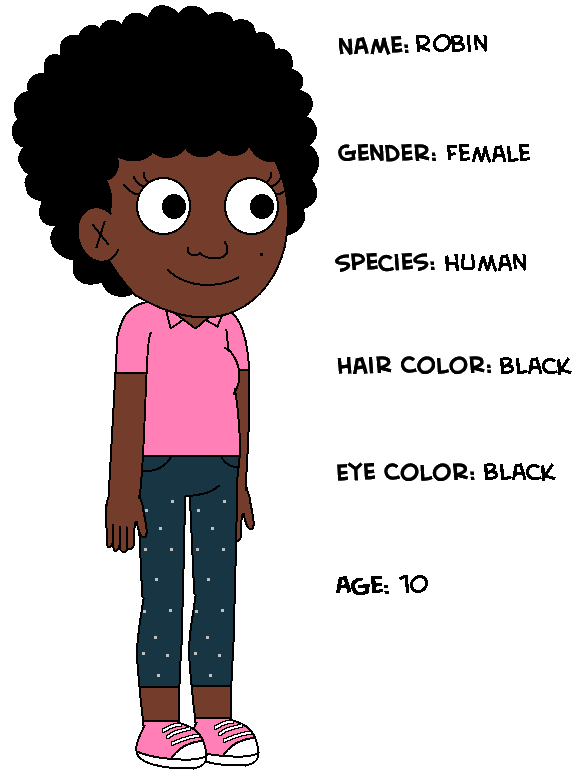 NAME: ROBIN
GENDER: FEMALE
SPECIES: HUMAN
HAIR COLOR: BLACK
EYE COLOR: BLACK
AGE: 10